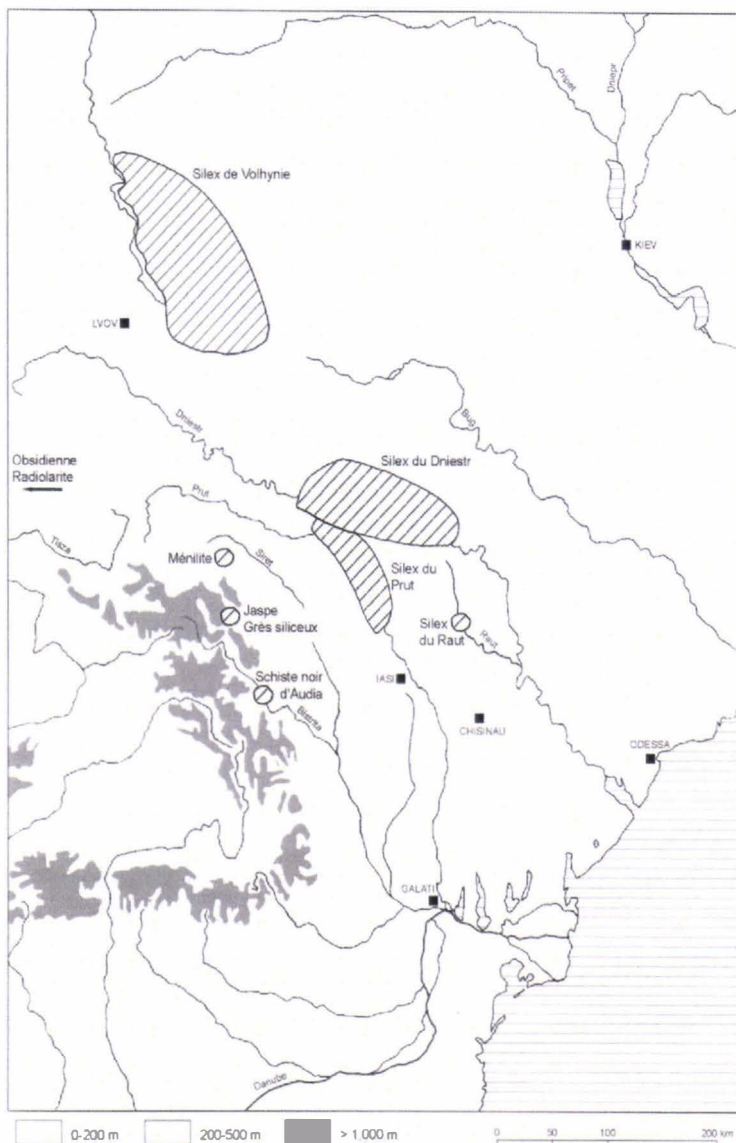 Pripet
Dniepr
Silex de Volhynie
KIEV
LVOV
Dniestr
Bug
Silex du Dniestr
Obsidienne
Radiolarite
Prut
Tisza
Ménilite
Siret
Silex du
Prut
Jaspe
Grès siliceux
Silex
du Raut
Raut
Schiste noir
d'Audia
Bistrita
IASI
CHISINAU
ODESSA
GALATI
Danube
0-200 m
200-500 m
> 1,000 m
0
50
100
200 km